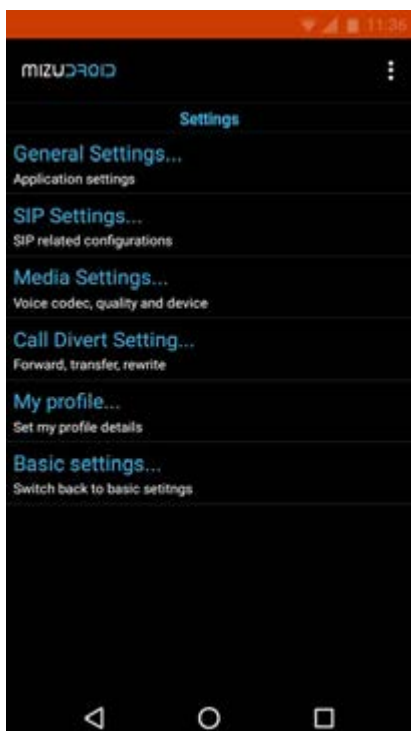 11:36
MIZUDROID
Settings
General Settings...
Application settings
SIP Settings...
SIP related configurations
Media Settings...
Voice codec, quality and device
Call Divert Setting...
Forward, transfer, rewrite
My profile...
Set my profile details
Basic settings...
Switch back to basic setitngs